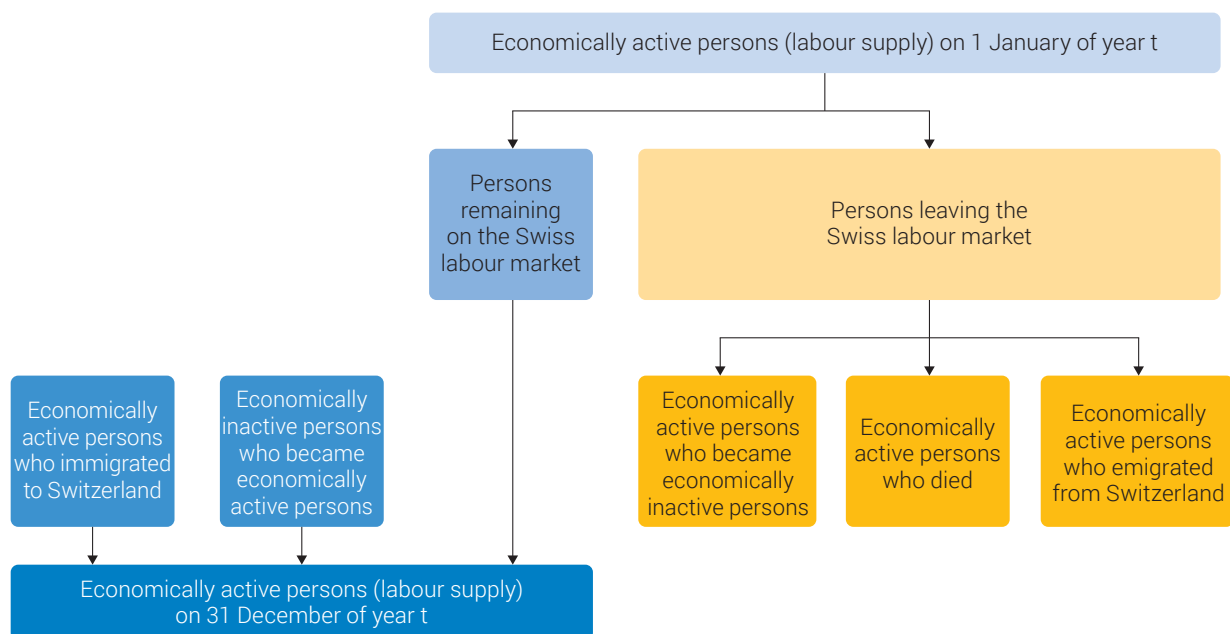 Economically active persons (labour supply) on 1 January of year t
Persons
remaining
on the Swiss
labour market
Persons leaving the
Swiss labour market
Economically
active persons
who immigrated
to Switzerland
Economically
inactive persons
who became
economically
active persons
Economically
active persons
who became
economically
inactive persons
Economically
active persons
who died
Economically
active persons
who emigrated
from Switzerland
Economically active persons (labour supply)
on 31 December of year t